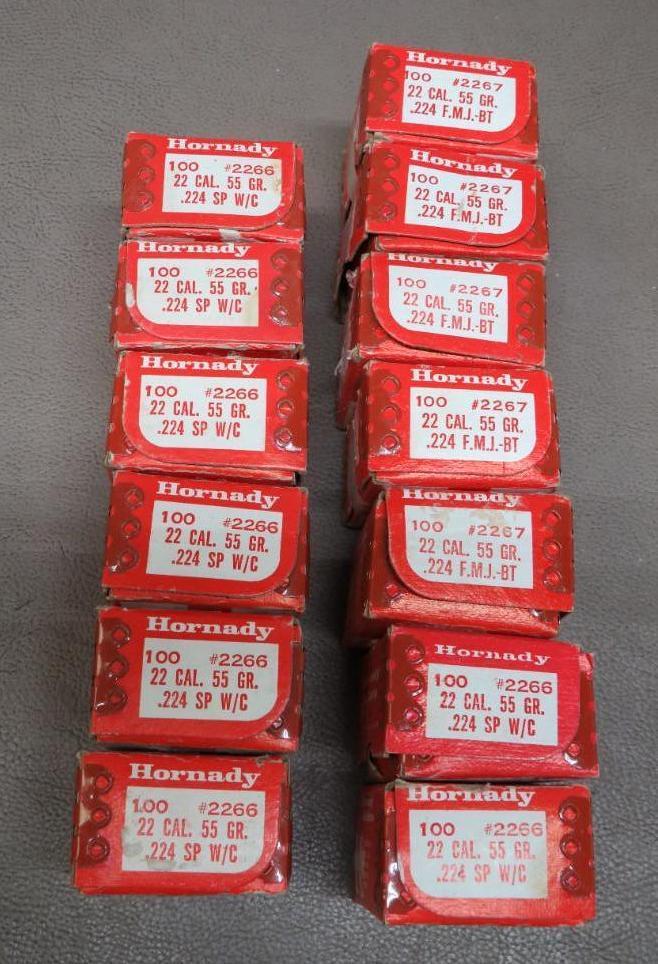 Hornady
100 #2266
22 CAL. 55 GR.
.224 SP W/C
Hornady
100 #2266
22 CAL. 55 GR.
.224 SP W/C
Hornady
100 #2266
22 CAL. 55 GR.
.224 SP W/C
Hornady
100 #2266
22 CAL. 55 GR.
.224 SP W/C
Hornady
100 #2266
22 CAL. 55 GR.
.224 SP W/C
Hornady
100 #2266
22 CAL. 55 GR.
.224 SP W/C
Hornady
100 #2267
22 CAL. 55 GR.
.224 F.M.J.-BT
Hornady
100 #2267
22 CAL. 55 GR.
.224 F.M.J.-BT
Hornady
100 #2267
22 CAL. 55 GR.
.224 F.M.J.-BT
Hornady
100 #2267
22 CAL. 55 GR.
.224 F.M.J.-BT
Hornady
100 #2267
22 CAL. 55 GR.
.224 F.M.J.-BT
Hornady
100 #2266
22 CAL. 55 GR.
.224 SP W/C
Hornady
100 #2266
22 CAL. 55 GR.
.224 SP W/C